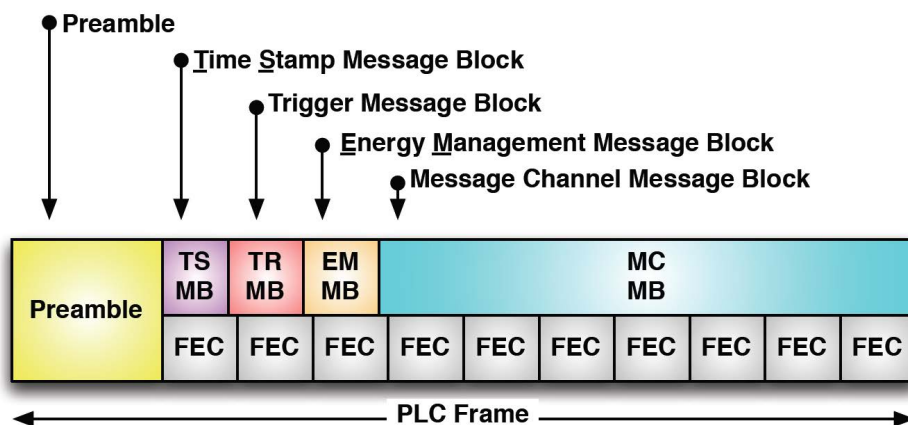 Preamble
Time Stamp Message Block
Trigger Message Block
Energy Management Message Block
Message Channel Message Block
Preamble
TS MB
TR MB
EM MB
MC MB
FEC FEC FEC FEC FEC FEC FEC FEC FEC FEC
PLC Frame